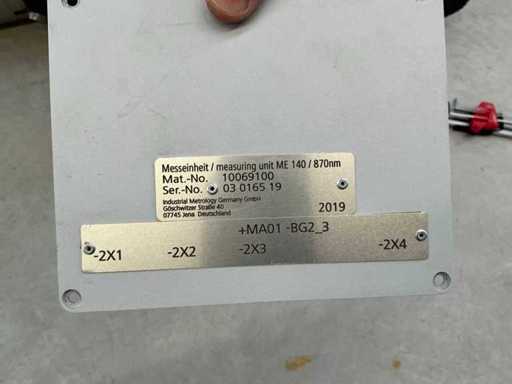 Messeinheit / measuring unit ME 140 / 870nm
Mat.-No. 10069100
Ser.-No. 03 0165 19
Industrial Metrology Germany GmbH
Göschwitzer Straße 40
07745 Jena Deutschland 2019
+MA01 -BG2_3
-2X1 -2X2 -2X3 -2X4